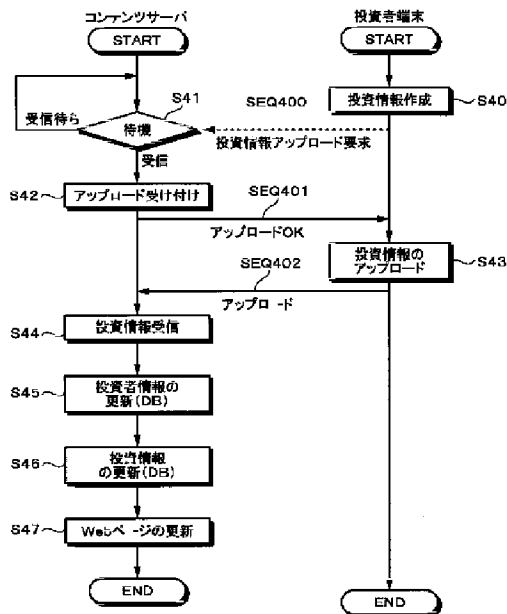 コンテンツサーバ
投資者端末
START
START
S41
SEQ400
投資情報作成
S40
受信待ち
待機
投資情報アップロード要求
受信
S42
アップロード受け付け
SEQ401
アップロードOK
投資情報の
アップロード
S43
SEQ402
アップロード
S44
投資情報受信
S45
投資者情報の
更新(DB)
S46
投資情報
の更新(DB)
S47
Webページの更新
END
END